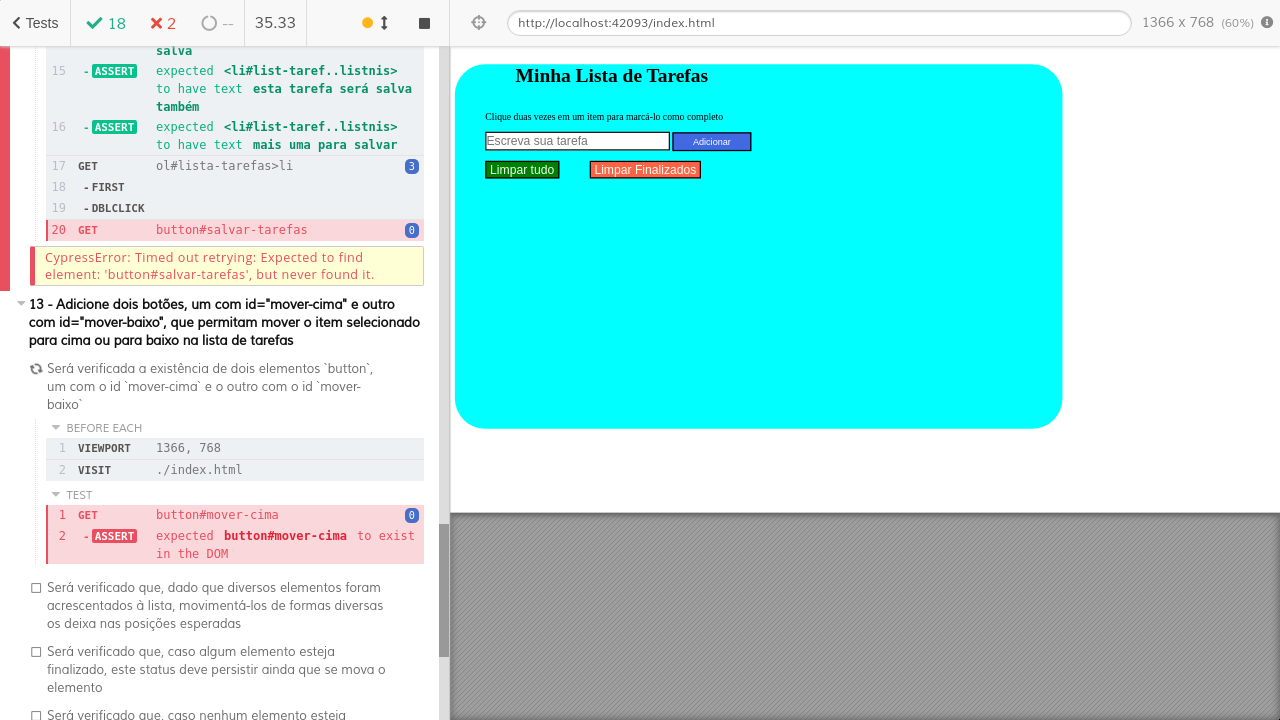 Tests
18
2
--
35.33
http://localhost:42093/index.html
1366 x 768 (60%)
salva
15 - ASSERT expected <li#list-taref..listnis>
to have text esta tarefa será salva
também
16 - ASSERT expected <li#list-taref..listnis>
to have text mais uma para salvar
17 GET ol#lista-tarefas>li 3
18 - FIRST
19 - DBLCLICK
20 GET button#salvar-tarefas 0
CypressError: Timed out retrying: Expected to find
element: 'button#salvar-tarefas', but never found it.
13 - Adicione dois botões, um com id="mover-cima" e outro
com id="mover-baixo", que permitam mover o item selecionado
para cima ou para baixo na lista de tarefas
Será verificada a existência de dois elementos `button`,
um com o id `mover-cima` e o outro com o id `mover-
baixo`
BEFORE EACH
1 VIEWPORT 1366, 768
2 VISIT ./index.html
TEST
1 GET button#mover-cima 0
2 - ASSERT expected button#mover-cima to exist
in the DOM
Será verificado que, dado que diversos elementos foram
acrescentados à lista, movimentá-los de formas diversas
os deixa nas posições esperadas
Será verificado que, caso algum elemento esteja
finalizado, este status deve persistir ainda que se mova o
elemento
Será verificado que, caso nenhum elemento esteja
Minha Lista de Tarefas
Clique duas vezes em um item para marcá-lo como completo
Escreva sua tarefa
Adicionar
Limpar tudo
Limpar Finalizados